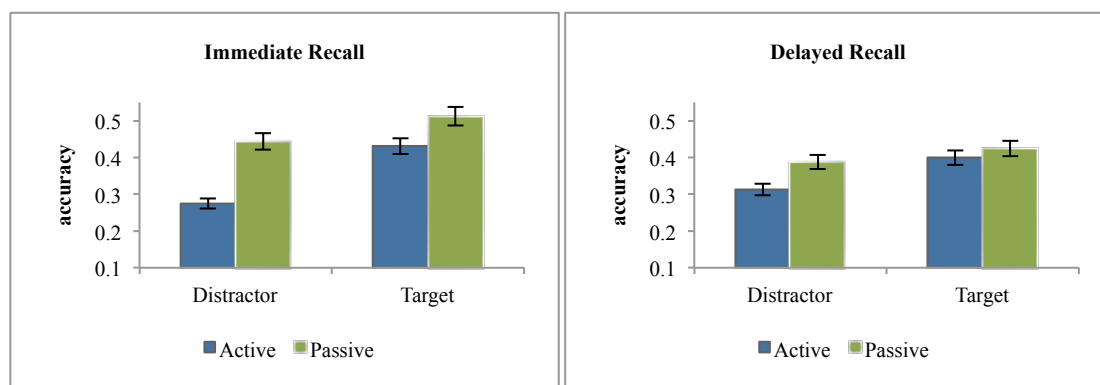 Immediate Recall
accuracy
0.5
0.4
0.3
0.2
0.1
Distractor Target
Active Passive
Delayed Recall
accuracy
0.5
0.4
0.3
0.2
0.1
Distractor Target
Active Passive